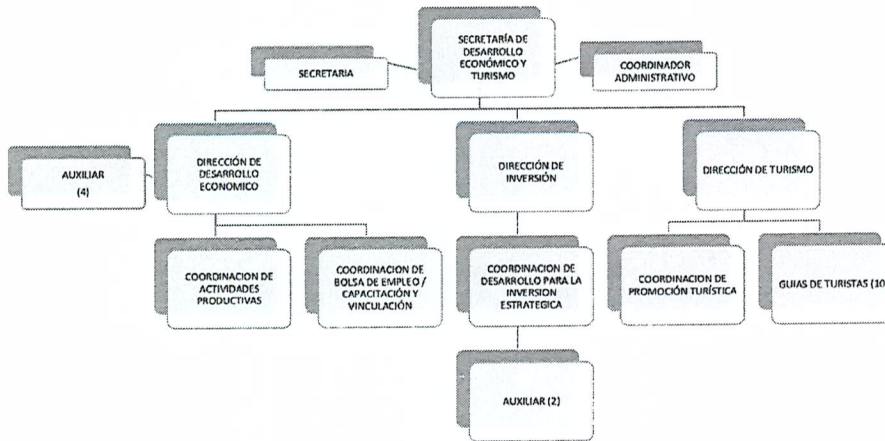 SECRETARÍA DE
DESARROLLO
ECONÓMICO Y
TURISMO
SECRETARIA
COORDINADOR
ADMINISTRATIVO
AUXILIAR
(4)
DIRECCIÓN DE
DESARROLLO
ECONOMICO
DIRECCIÓN DE
INVERSIÓN
DIRECCIÓN DE TURISMO
COORDINACION DE
ACTIVIDADES
PRODUCTIVAS
COORDINACION DE
BOLSA DE EMPLEO /
CAPACITACIÓN Y
VINCULACIÓN
COORDINACION DE
DESARROLLO PARA LA
INVERSION
ESTRATEGICA
COORDINACION DE
PROMOCIÓN TURÍSTICA
GUIAS DE TURISTAS (10
AUXILIAR (2)